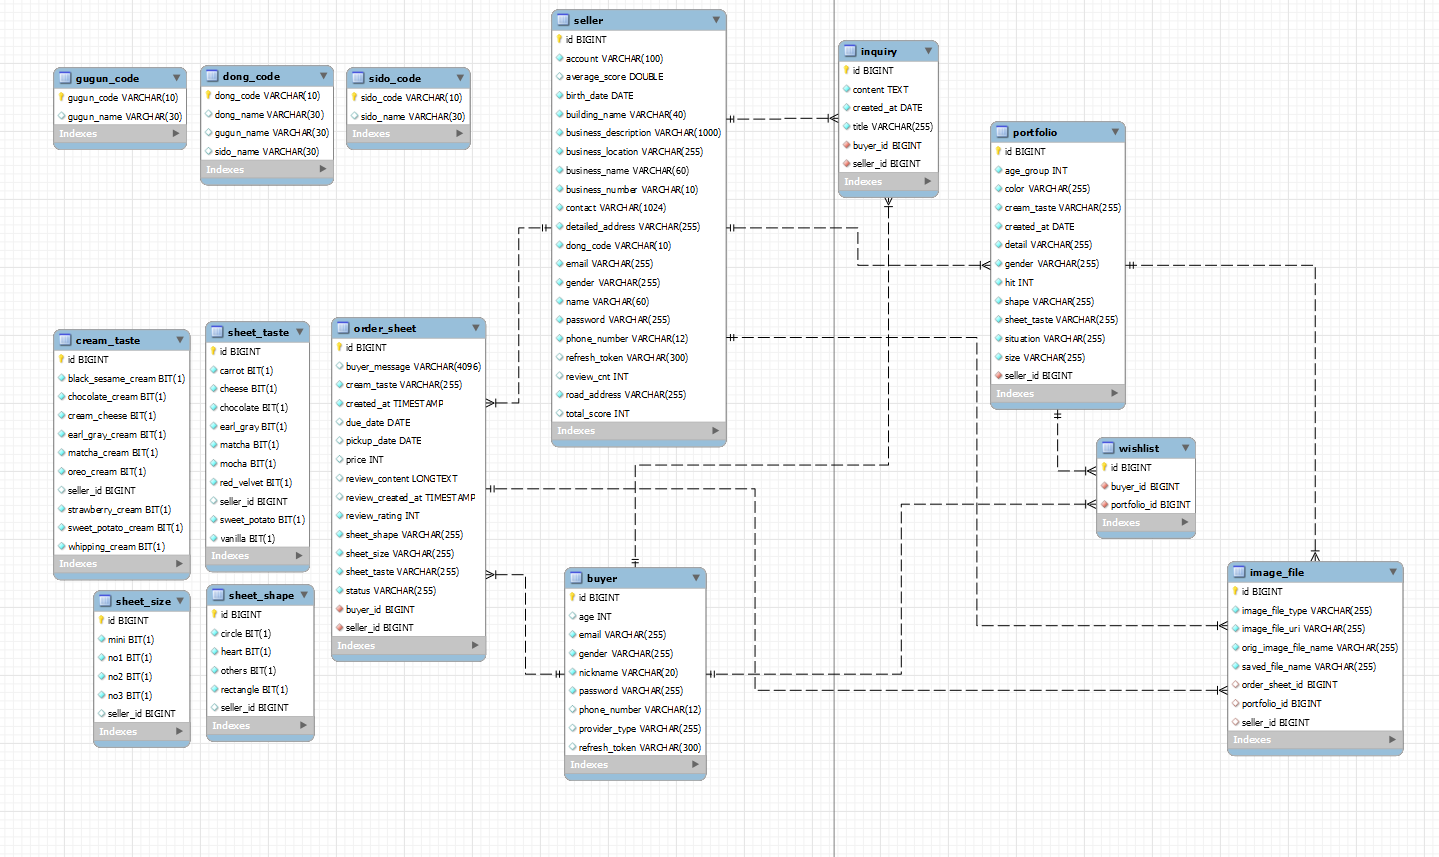 gugun_code
gugun_code VARCHAR(10)
gugun_name VARCHAR(30)
Indexes
dong_code
dong_code VARCHAR(10)
dong_name VARCHAR(30)
gugun_name VARCHAR(30)
sido_name VARCHAR(30)
Indexes
sido_code
sido_code VARCHAR(10)
sido_name VARCHAR(30)
Indexes
seller
id BIGINT
account VARCHAR(100)
average_score DOUBLE
birth_date DATE
building_name VARCHAR(40)
business_description VARCHAR(1000)
business_location VARCHAR(255)
business_name VARCHAR(60)
business_number VARCHAR(10)
contact VARCHAR(1024)
detailed_address VARCHAR(255)
dong_code VARCHAR(10)
email VARCHAR(255)
gender VARCHAR(255)
name VARCHAR(60)
password VARCHAR(255)
phone_number VARCHAR(12)
refresh_token VARCHAR(300)
review_cnt INT
road_address VARCHAR(255)
total_score INT
Indexes
inquiry
id BIGINT
content TEXT
created_at DATE
title VARCHAR(255)
buyer_id BIGINT
seller_id BIGINT
Indexes
portfolio
id BIGINT
age_group INT
color VARCHAR(255)
cream_taste VARCHAR(255)
created_at DATE
detail VARCHAR(255)
gender VARCHAR(255)
hit INT
shape VARCHAR(255)
sheet_taste VARCHAR(255)
situation VARCHAR(255)
size VARCHAR(255)
seller_id BIGINT
Indexes
cream_taste
id BIGINT
black_sesame_cream BIT(1)
chocolate_cream BIT(1)
cream_cheese BIT(1)
earl_gray_cream BIT(1)
matcha_cream BIT(1)
oreo_cream BIT(1)
seller_id BIGINT
strawberry_cream BIT(1)
sweet_potato_cream BIT(1)
whipping_cream BIT(1)
Indexes
sheet_taste
id BIGINT
carrot BIT(1)
cheese BIT(1)
chocolate BIT(1)
earl_gray BIT(1)
matcha BIT(1)
mocha BIT(1)
red_velvet BIT(1)
seller_id BIGINT
sweet_potato BIT(1)
vanilla BIT(1)
Indexes
order_sheet
id BIGINT
buyer_message VARCHAR(4096)
cream_taste VARCHAR(255)
created_at TIMESTAMP
due_date DATE
pickup_date DATE
price INT
review_content LONGTEXT
review_created_at TIMESTAMP
review_rating INT
sheet_shape VARCHAR(255)
sheet_size VARCHAR(255)
sheet_taste VARCHAR(255)
status VARCHAR(255)
buyer_id BIGINT
seller_id BIGINT
Indexes
wishlist
id BIGINT
buyer_id BIGINT
portfolio_id BIGINT
Indexes
sheet_size
id BIGINT
mini BIT(1)
no1 BIT(1)
no2 BIT(1)
no3 BIT(1)
seller_id BIGINT
Indexes
sheet_shape
id BIGINT
circle BIT(1)
heart BIT(1)
others BIT(1)
rectangle BIT(1)
seller_id BIGINT
Indexes
buyer
id BIGINT
age INT
email VARCHAR(255)
gender VARCHAR(255)
nickname VARCHAR(20)
password VARCHAR(255)
phone_number VARCHAR(12)
provider_type VARCHAR(255)
refresh_token VARCHAR(300)
Indexes
image_file
id BIGINT
image_file_type VARCHAR(255)
image_file_uri VARCHAR(255)
orig_image_file_name VARCHAR(255)
saved_file_name VARCHAR(255)
order_sheet_id BIGINT
portfolio_id BIGINT
seller_id BIGINT
Indexes